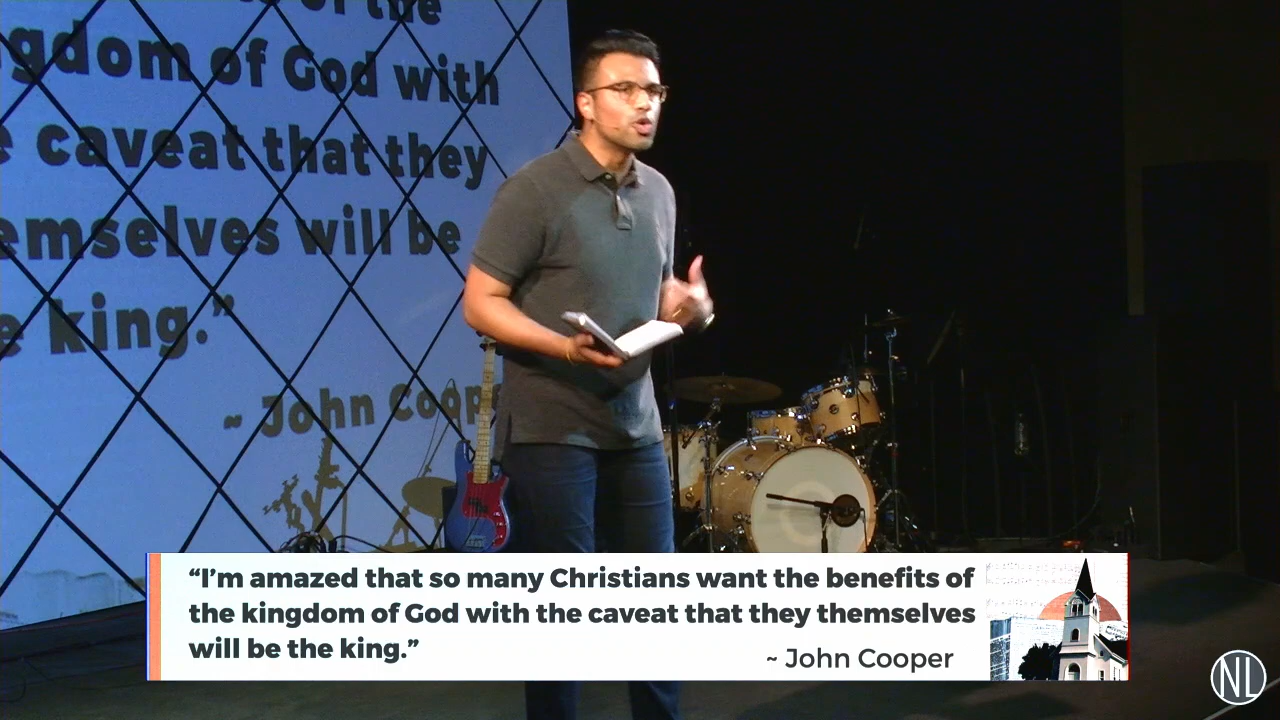 of the
gdom of God with
e caveat that they
emselves will be
e king.”
~ John Coop
“I’m amazed that so many Christians want the benefits of
the kingdom of God with the caveat that they themselves
will be the king.”
~ John Cooper
NL